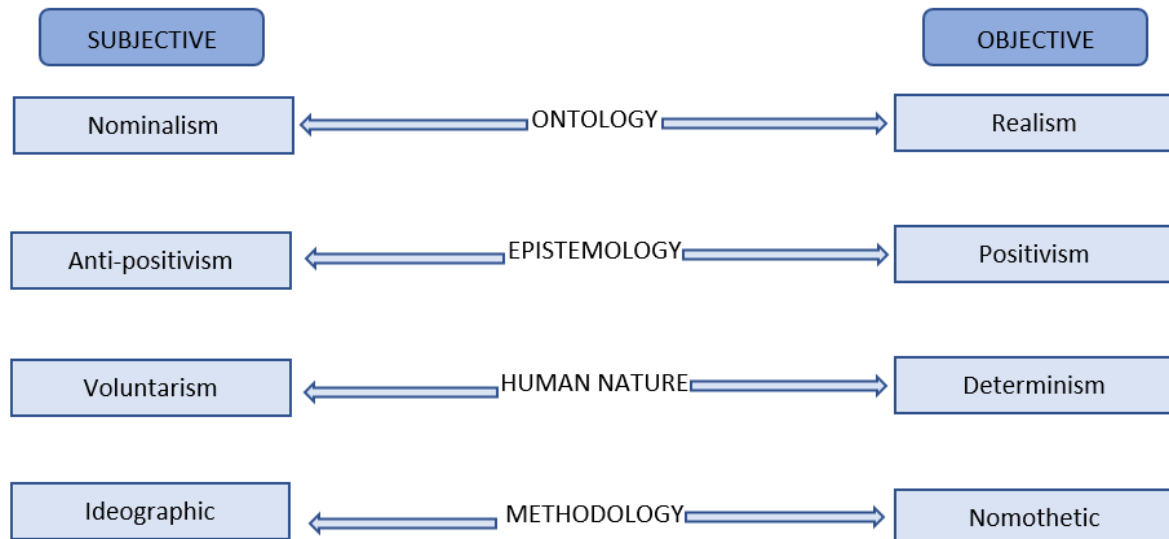 SUBJECTIVE
OBJECTIVE
Nominalism
ONTOLOGY
Realism
Anti-positivism
EPISTEMOLOGY
Positivism
Voluntarism
HUMAN NATURE
Determinism
Ideographic
METHODOLOGY
Nomothetic